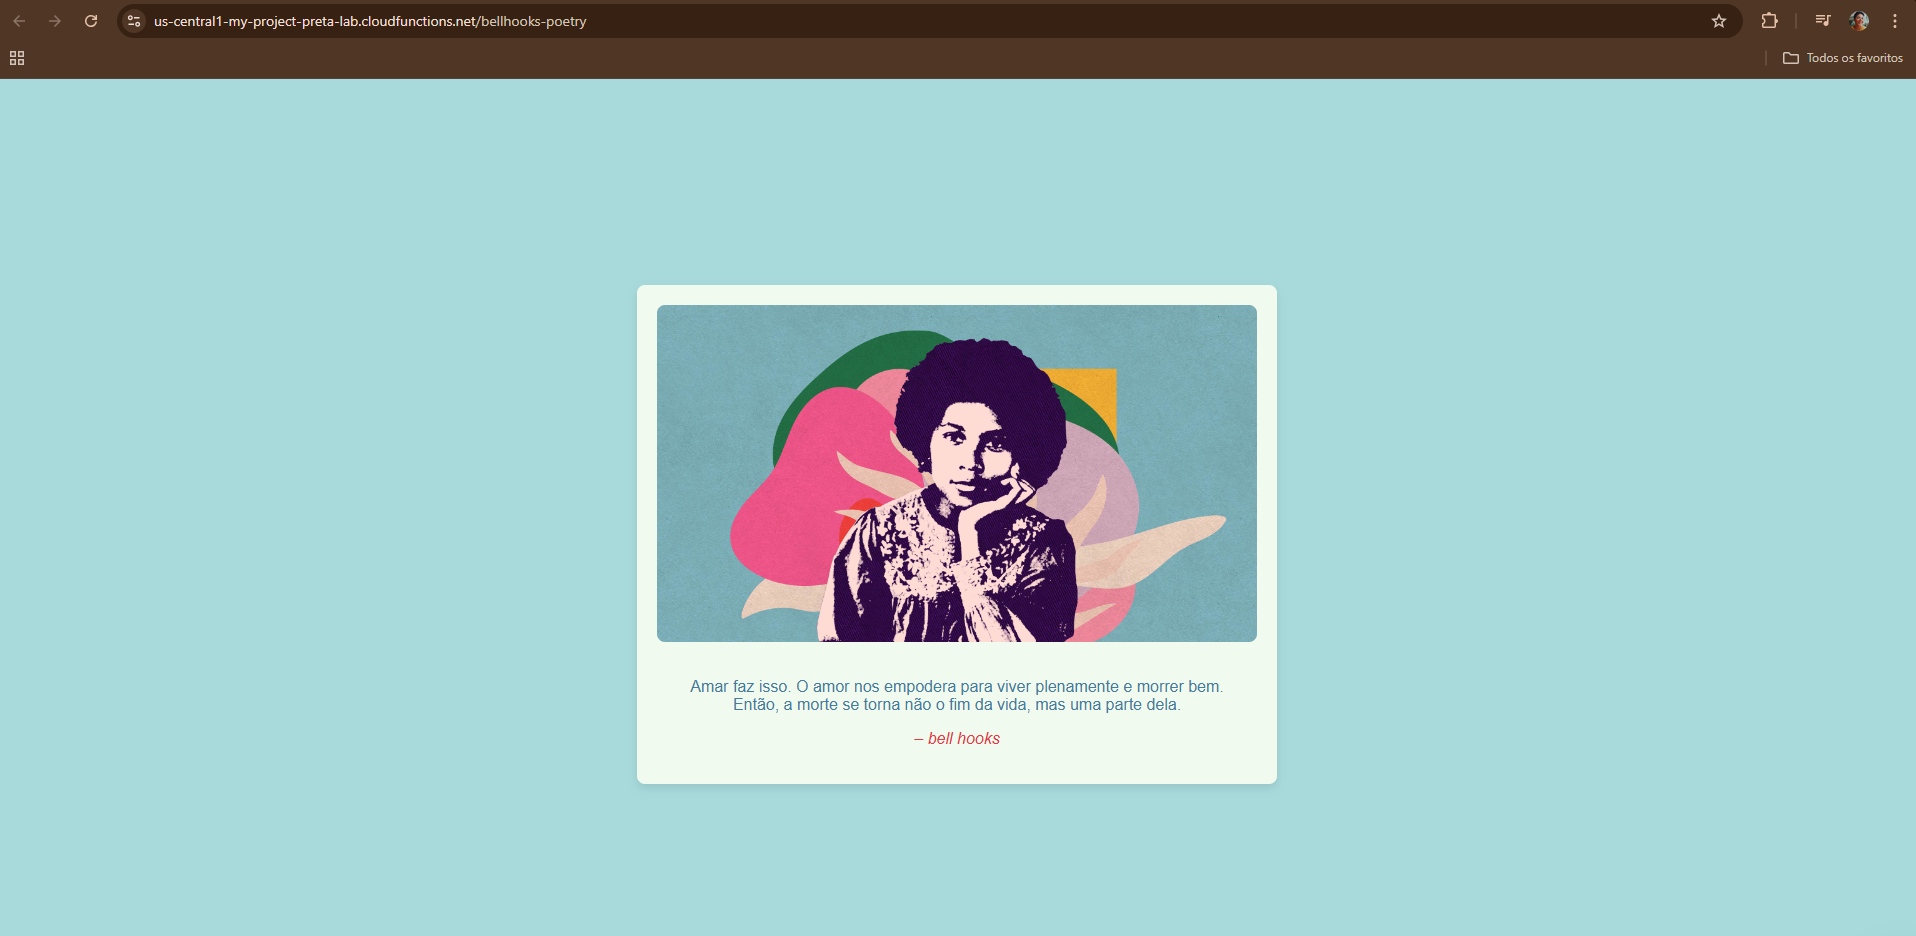 us-central1-my-project-preta-lab.cloudfunctions.net/bellhooks-poetry
Todos os favoritos
Amar faz isso. O amor nos empodera para viver plenamente e morrer bem.
Então, a morte se torna não o fim da vida, mas uma parte dela.
– bell hooks